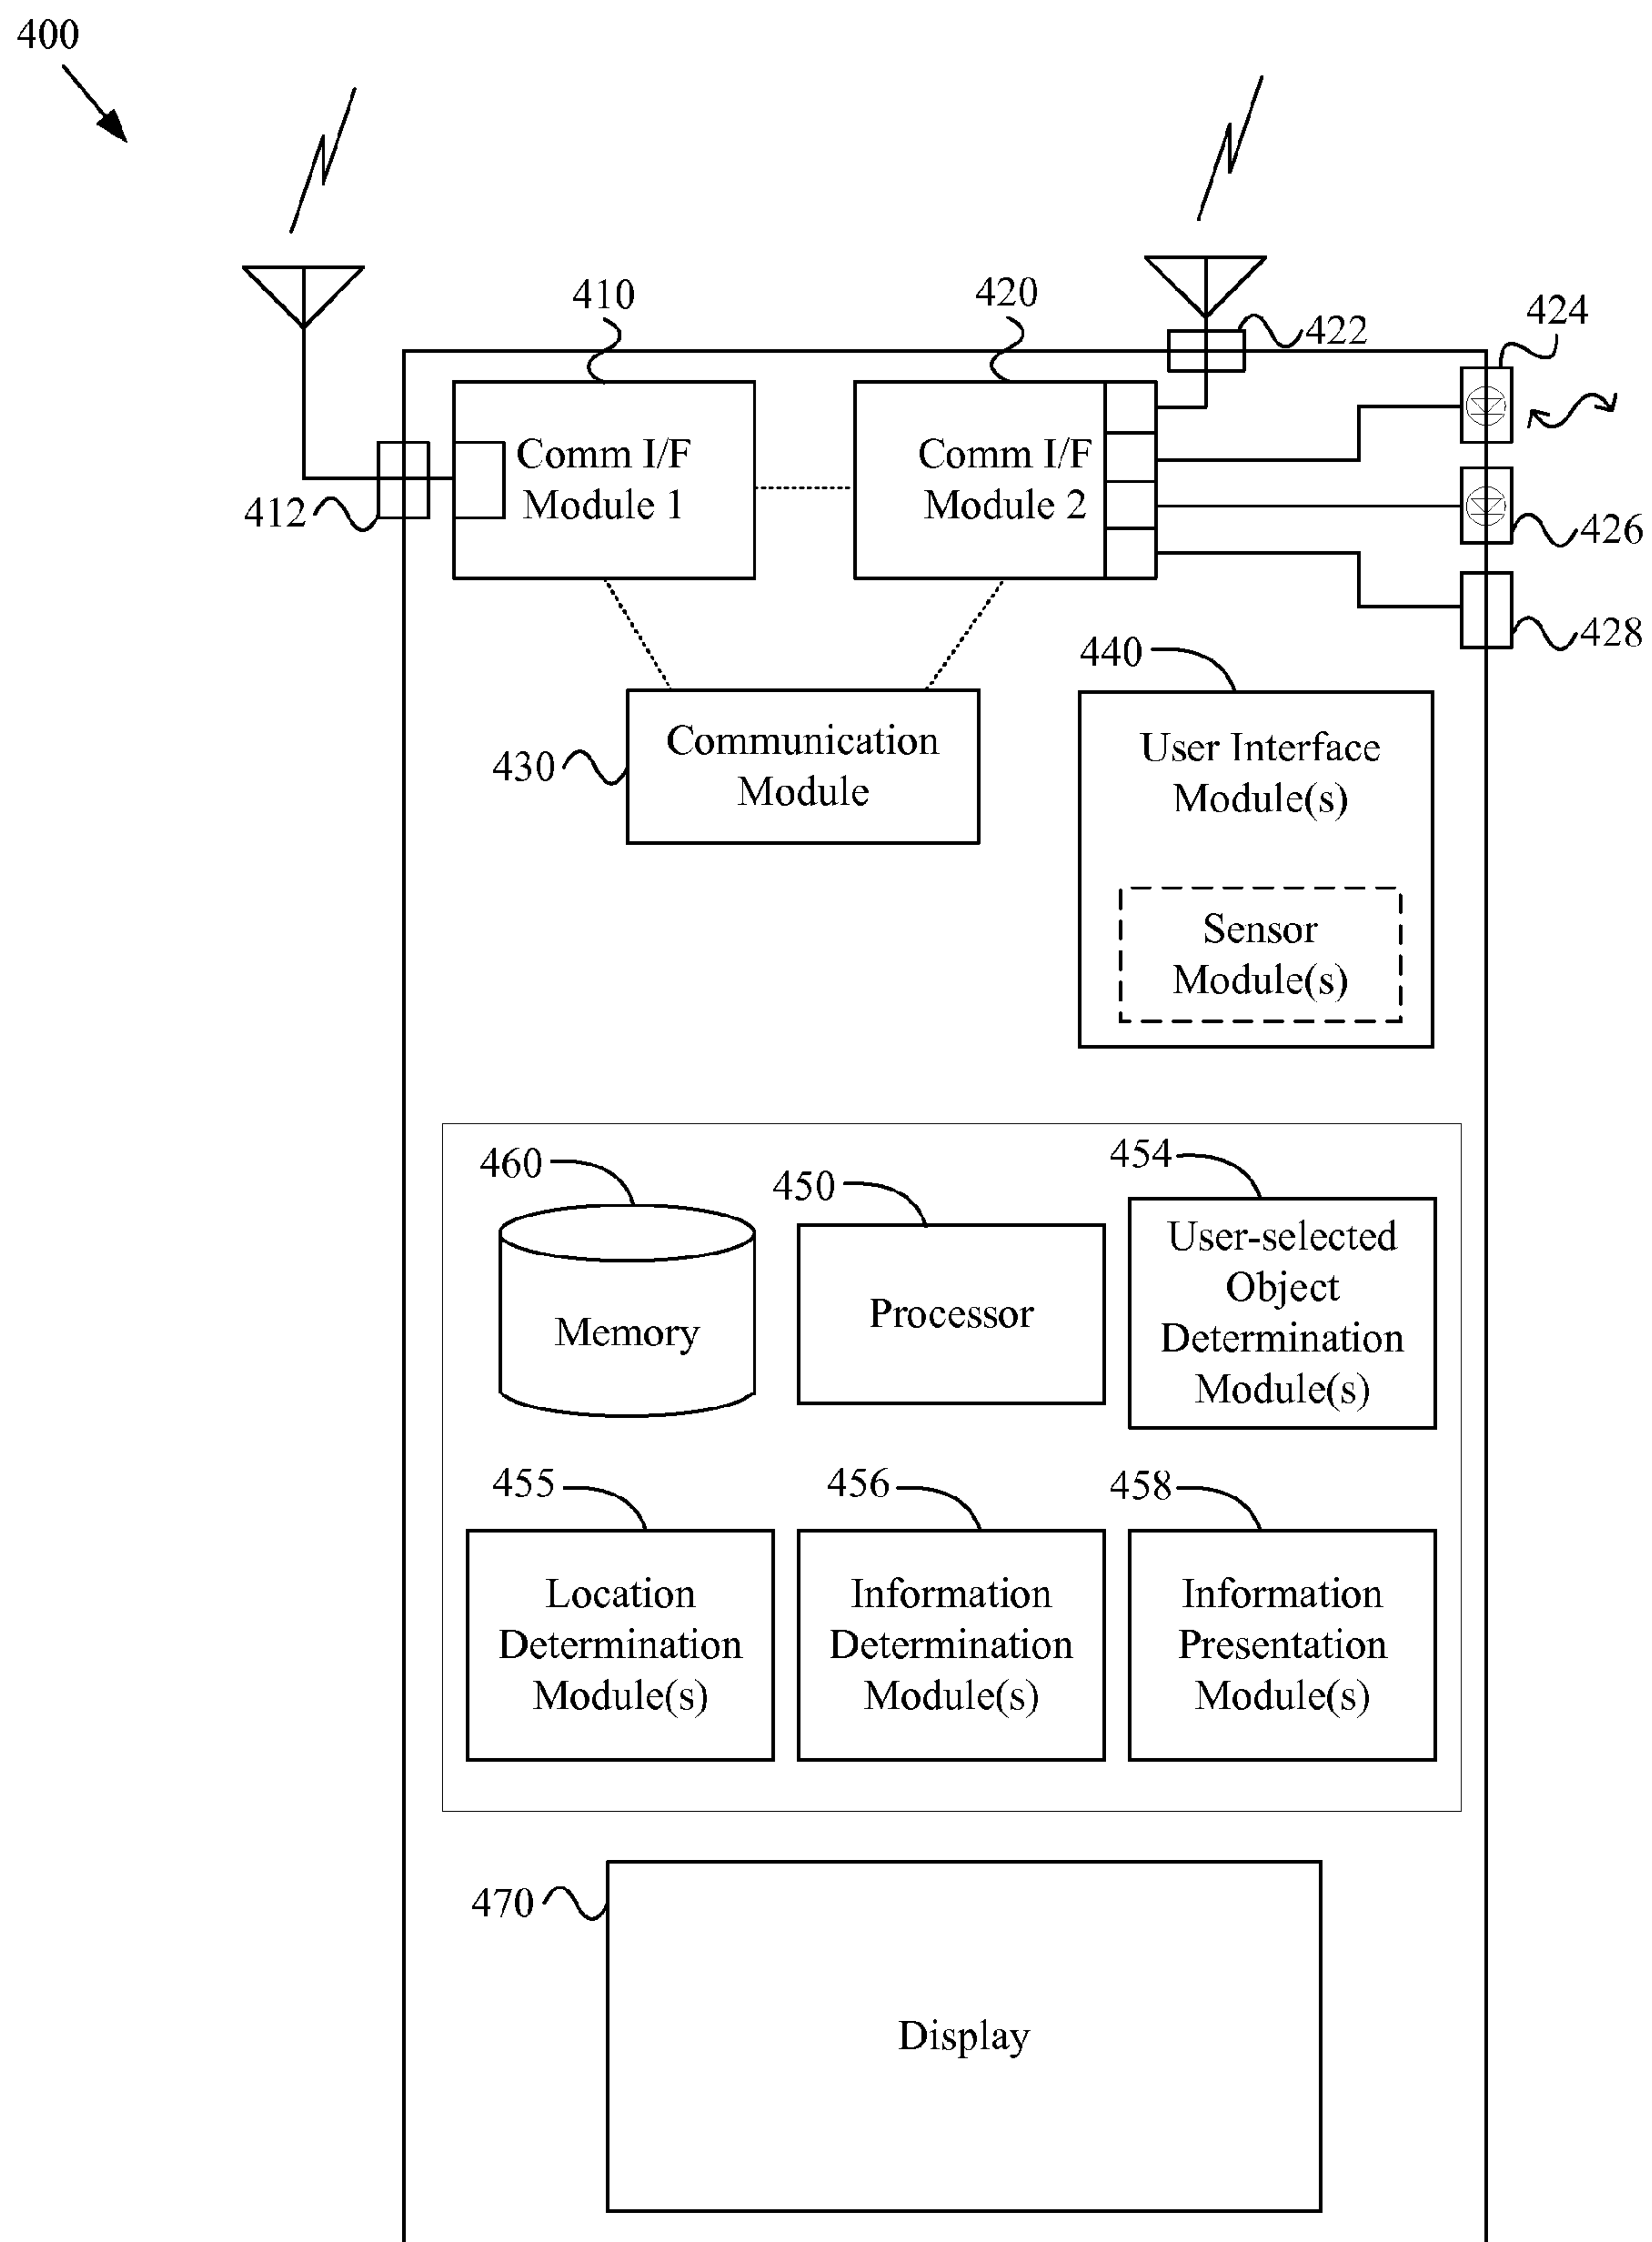 400
410
420
422
424
Comm I/F
Module 1
Comm I/F
Module 2
412
426
428
440
Communication
Module
430
User Interface
Module(s)
Sensor
Module(s)
460
450
454
Memory
Processor
User-selected
Object
Determination
Module(s)
455
456
458
Location
Determination
Module(s)
Information
Determination
Module(s)
Information
Presentation
Module(s)
470
Display